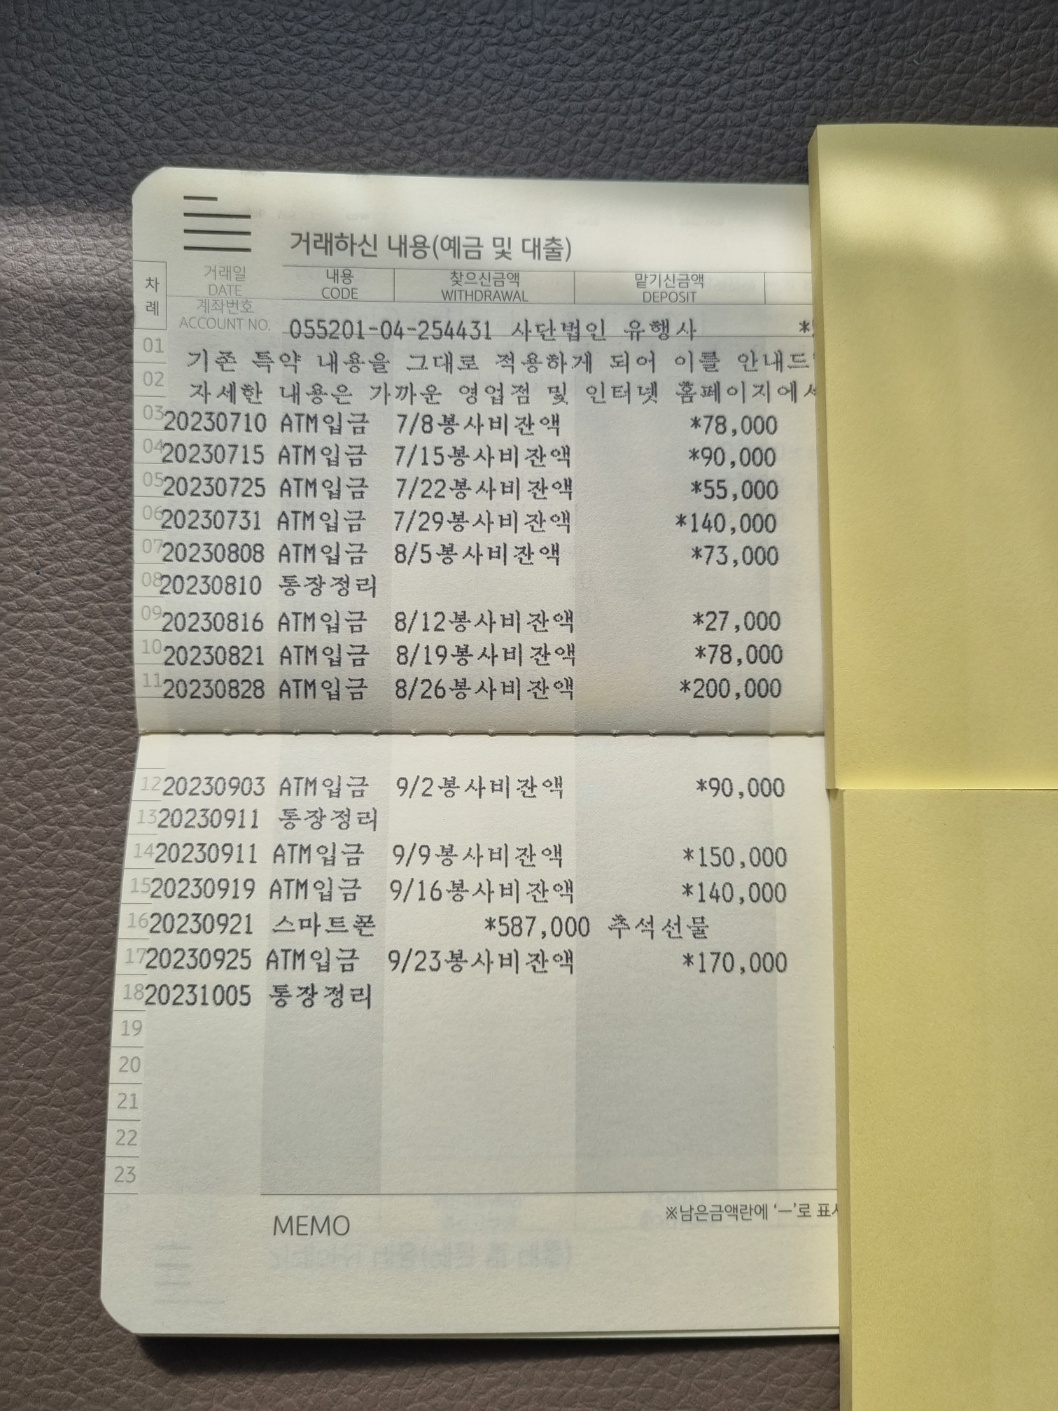 거래하신 내용(예금 및 대출)
차례 거래일 DATE 계좌번호 ACCOUNT NO. 내용 CODE 찾으신금액 WITHDRAWAL 맡기신금액 DEPOSIT
055201-04-254431 사단법인 유행사
01 기존 특약 내용을 그대로 적용하게 되어 이를
02 자세한 내용은 가까운 영업점 및 인터넷
03 20230710 ATM입금 7/8봉사비잔액 *78,000
04 20230715 ATM입금 7/15봉사비잔액 *90,000
05 20230725 ATM입금 7/22봉사비잔액 *55,000
06 20230731 ATM입금 7/29봉사비잔액 *140,000
07 20230808 ATM입금 8/5봉사비잔액 *73,000
08 20230810 통장정리
09 20230816 ATM입금 8/12봉사비잔액 *27,000
10 20230821 ATM입금 8/19봉사비잔액 *78,000
11 20230828 ATM입금 8/26봉사비잔액 *200,000
12 20230903 ATM입금 9/2봉사비잔액 *90,000
13 20230911 통장정리
14 20230911 ATM입금 9/9봉사비잔액 *150,000
15 20230919 ATM입금 9/16봉사비잔액 *140,000
16 20230921 스마트폰 *587,000 추석선물
17 20230925 ATM입금 9/23봉사비잔액 *170,000
18 20231005 통장정리
19
20
21
22
23
MEMO ※남은금액란에 '—'로